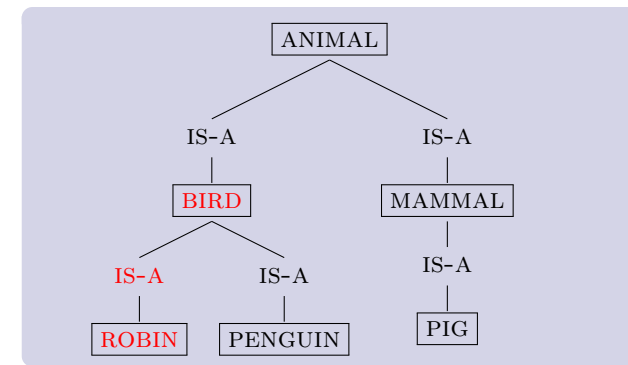 ANIMAL
IS-A IS-A
BIRD MAMMAL
IS-A IS-A IS-A
ROBIN PENGUIN PIG